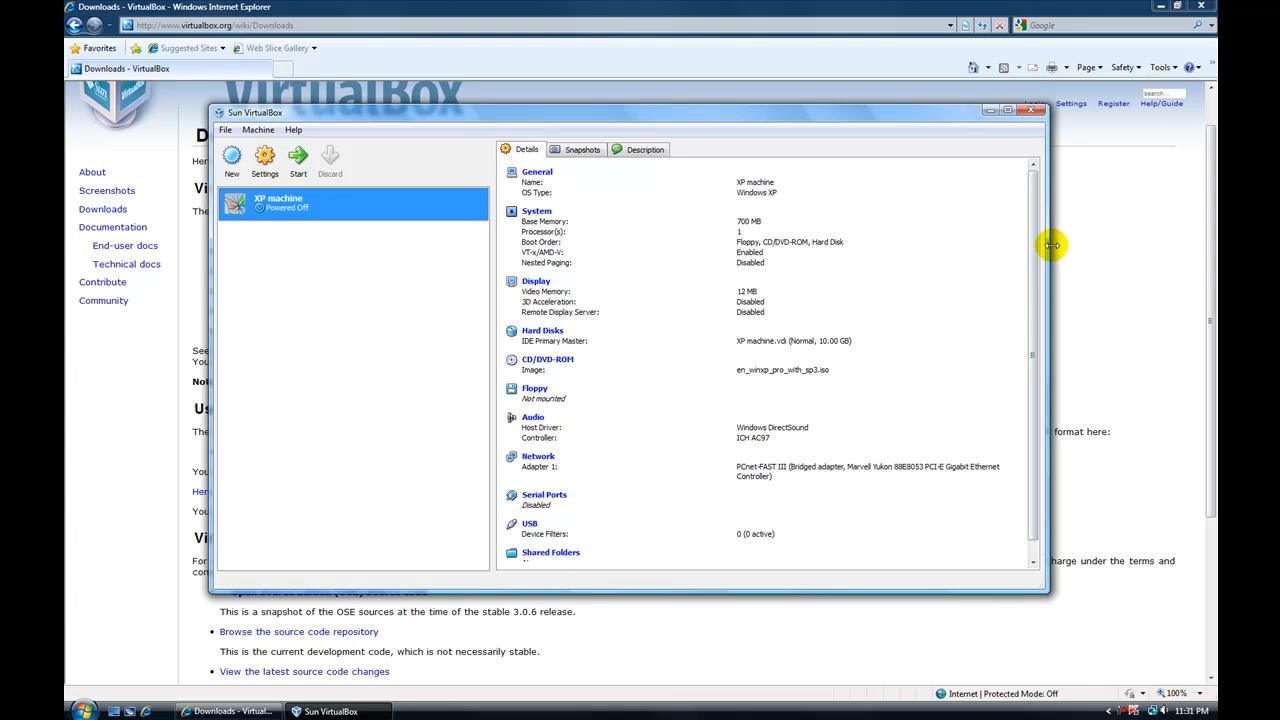 Downloads - VirtualBox - Windows Internet Explorer
http://www.virtualbox.org/wiki/Downloads
Google
Favorites
Suggested Sites
Web Slice Gallery
Downloads - VirtualBox
Page
Safety
Tools
VirtualBox
search...
Settings
Register
Help/Guide
About
Screenshots
Downloads
Documentation
End-user docs
Technical docs
Contribute
Community
Sun VirtualBox
File
Machine
Help
New
Settings
Start
Discard
XP machine
Powered Off
Details
Snapshots
Description
General
Name: XP machine
OS Type: Windows XP
System
Base Memory: 700 MB
Processor(s): 1
Boot Order: Floppy, CD/DVD-ROM, Hard Disk
VT-x/AMD-V: Enabled
Nested Paging: Disabled
Display
Video Memory: 12 MB
3D Acceleration: Disabled
Remote Display Server: Disabled
Hard Disks
IDE Primary Master: XP machine.vdi (Normal, 10.00 GB)
CD/DVD-ROM
Image: en_winxp_pro_with_sp3.iso
Floppy
Not mounted
Audio
Host Driver: Windows DirectSound
Controller: ICH AC97
Network
Adapter 1: PCnet-FAST III (Bridged adapter, Marvell Yukon 88E8053 PCI-E Gigabit Ethernet
Controller)
Serial Ports
Disabled
USB
Device Filters: 0 (0 active)
Shared Folders
format here:
harge under the terms and
This is a snapshot of the OSE sources at the time of the stable 3.0.6 release.
• Browse the source code repository
This is the current development code, which is not necessarily stable.
• View the latest source code changes
Internet | Protected Mode: Off
100%
Downloads - Virtual...
Sun VirtualBox
11:31 PM